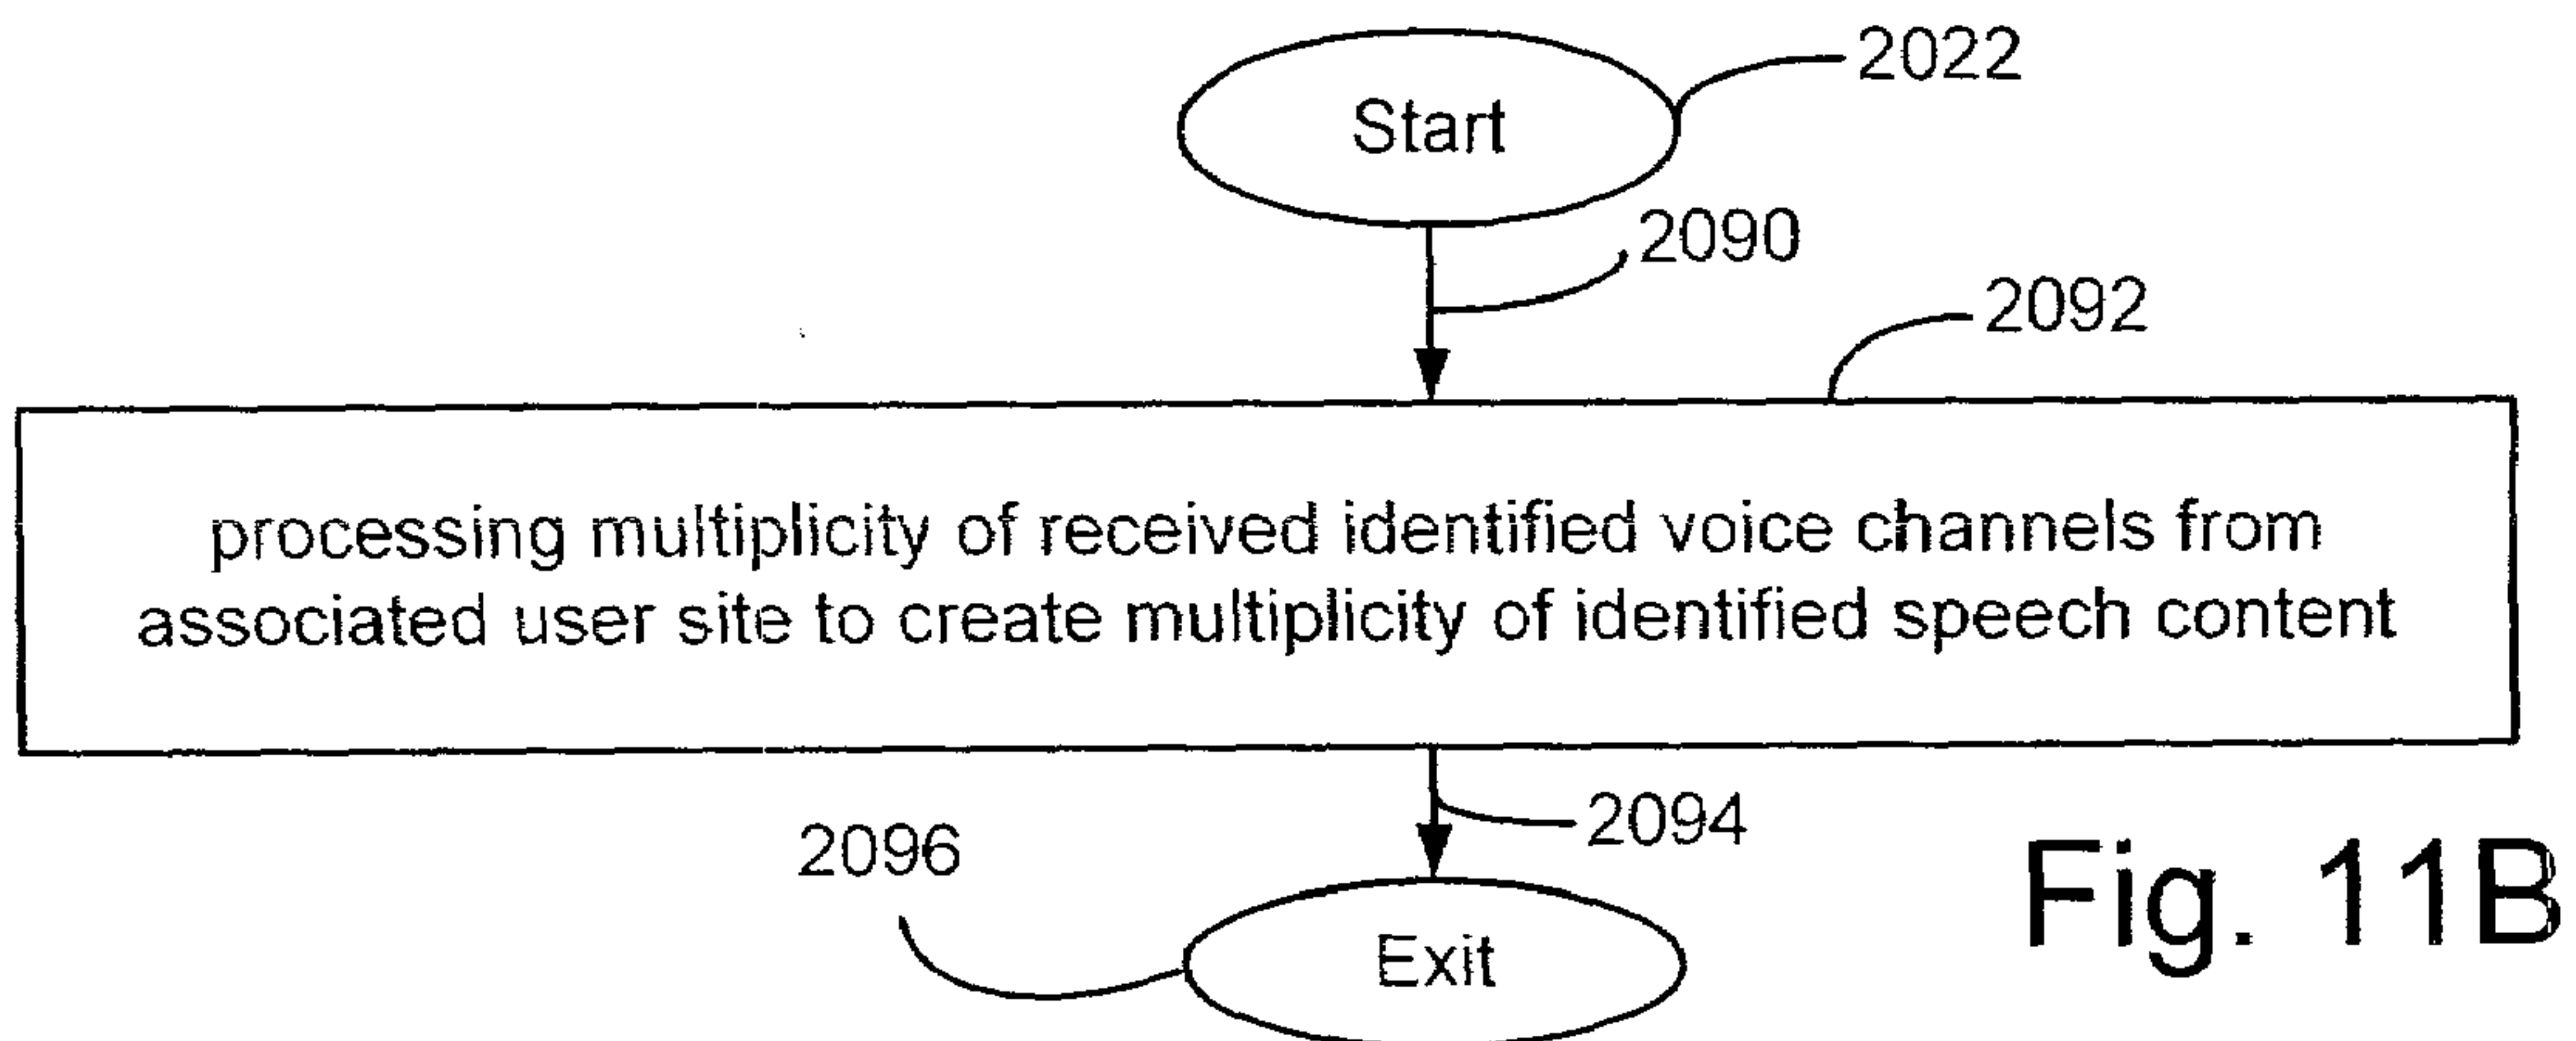 2022
Start
2090
2092
processing multiplicity of received identified voice channels from
associated user site to create multiplicity of identified speech content
2094
2096
Exit
Fig. 11B